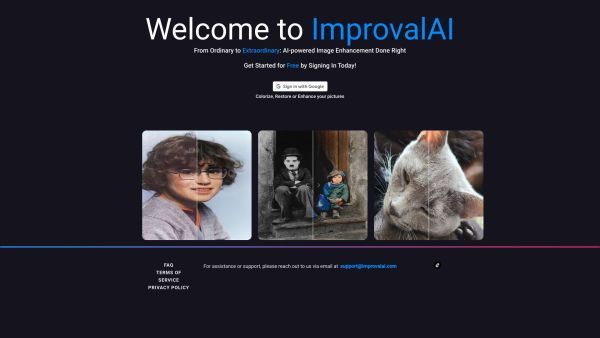 Welcome to ImprovalAI
From Ordinary to Extraordinary: AI-powered Image Enhancement Done Right
Get Started for Free by Signing In Today!
Sign in with Google
Colorize, Restore or Enhance your pictures
FAQ
TERMS OF
SERVICE
PRIVACY POLICY
For assistance or support, please reach out to us via email at support@improvalai.com